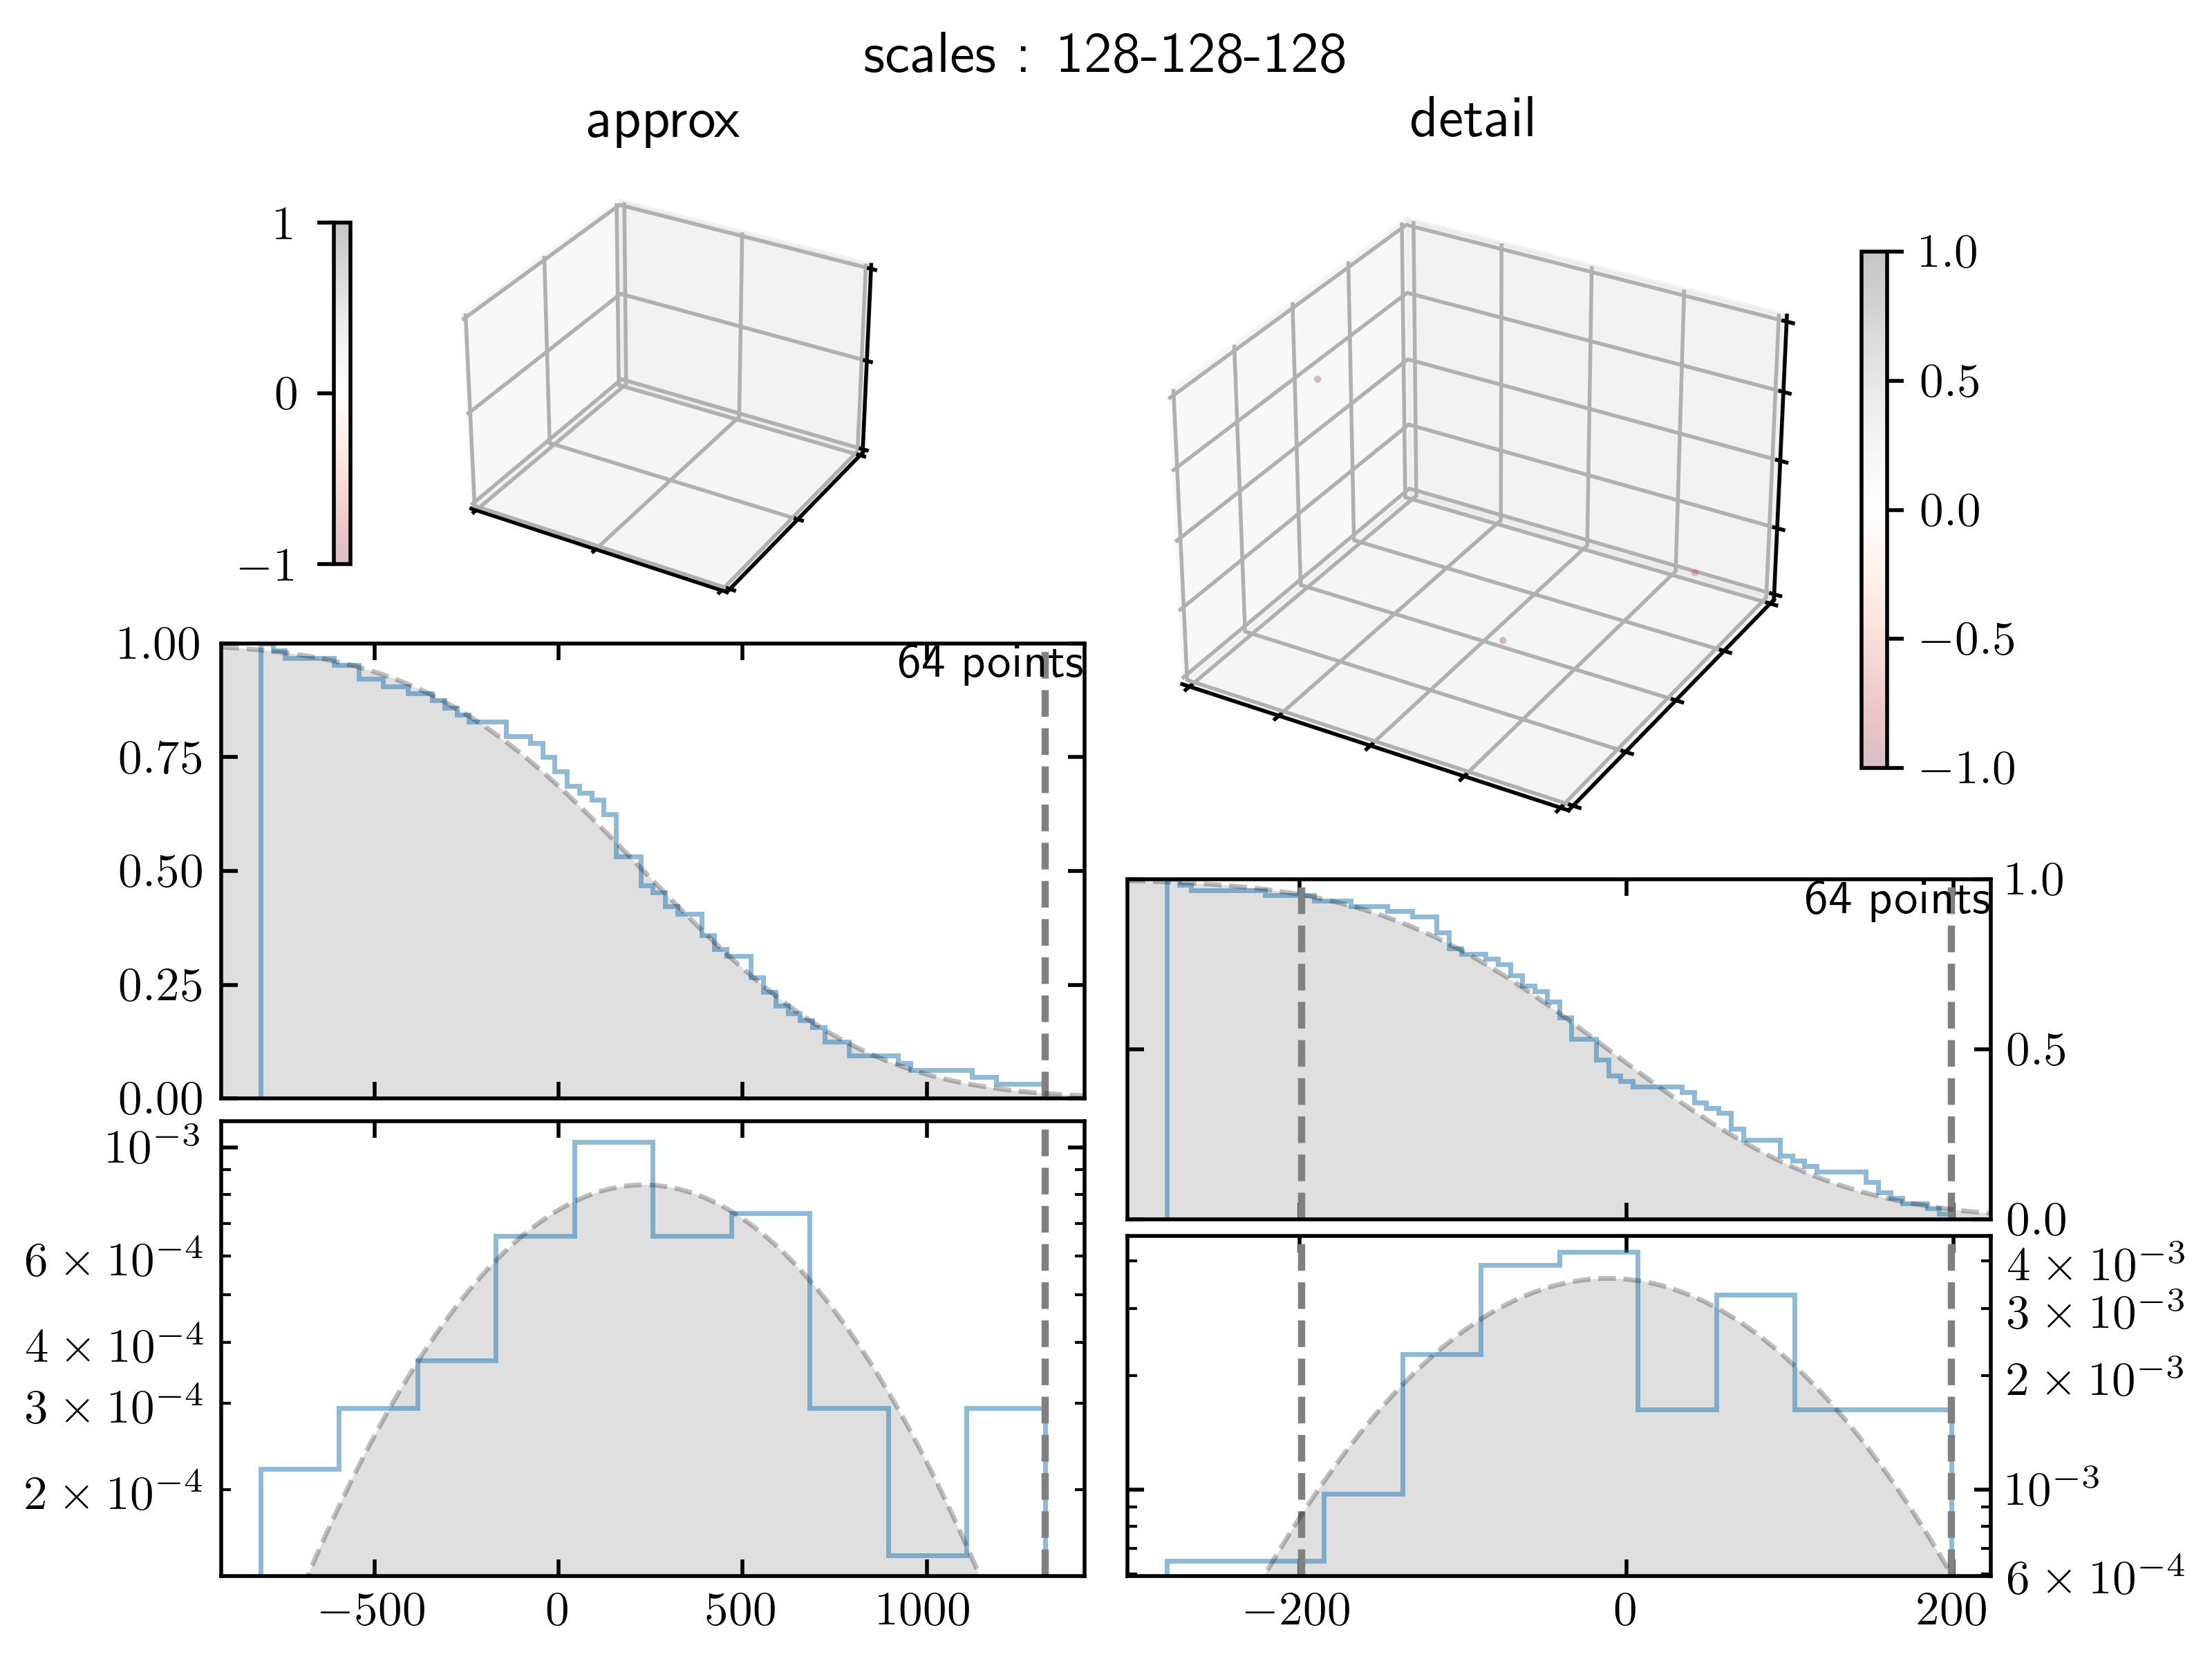 scales : 128-128-128
approx
detail
1
0
−1
1.0
0.5
0.0
−0.5
−1.0
64 points
1.00
0.75
0.50
0.25
0.00
64 points
1.0
0.5
0.0
10⁻³
6 × 10⁻⁴
4 × 10⁻⁴
3 × 10⁻⁴
2 × 10⁻⁴
4 × 10⁻³
3 × 10⁻³
2 × 10⁻³
10⁻³
6 × 10⁻⁴
−500 0 500 1000
−200 0 200